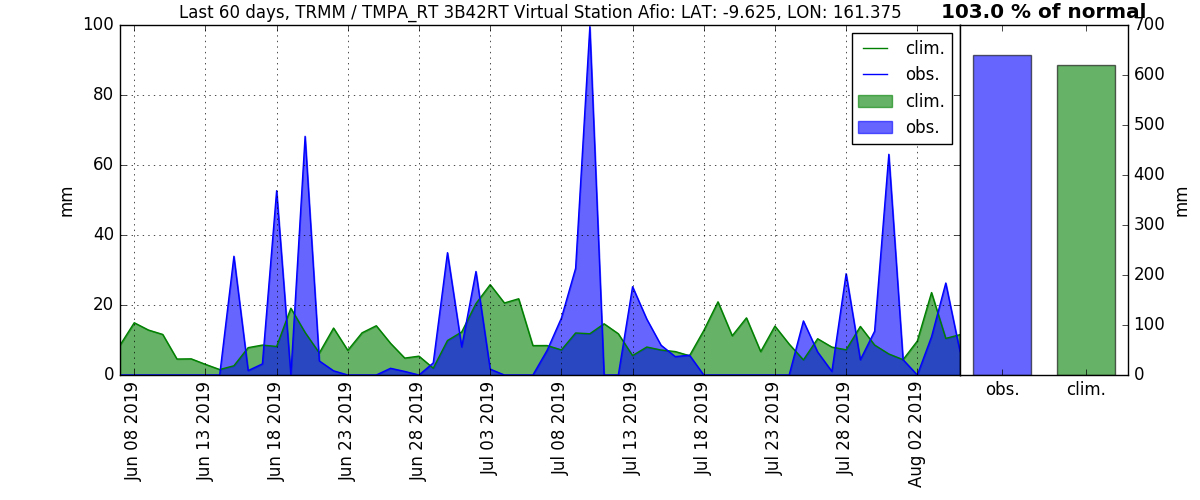 Last 60 days, TRMM / TMPA_RT 3B42RT Virtual Station Afio: LAT: -9.625, LON: 161.375
103.0 % of normal
100
80
60
40
20
0
mm
clim.
obs.
clim.
obs.
700
600
500
400
300
200
100
0
mm
Jun 08 2019
Jun 13 2019
Jun 18 2019
Jun 23 2019
Jun 28 2019
Jul 03 2019
Jul 08 2019
Jul 13 2019
Jul 18 2019
Jul 23 2019
Jul 28 2019
Aug 02 2019
obs.
clim.